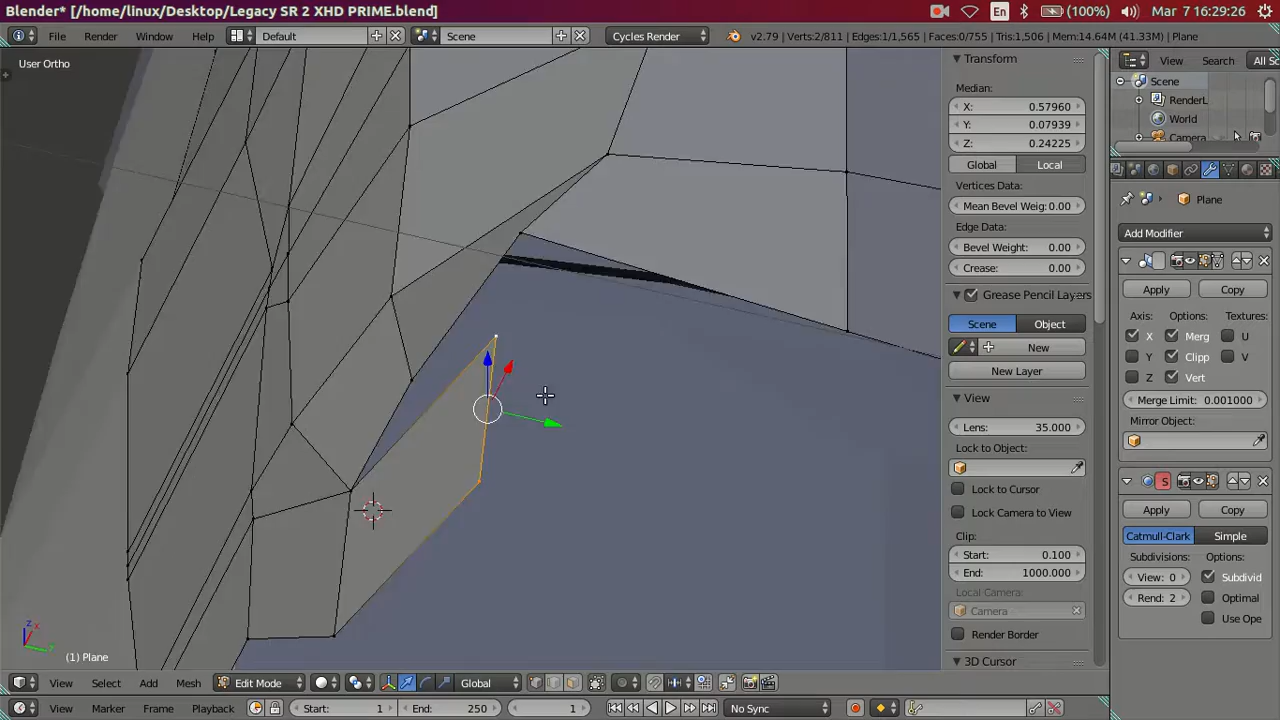 Blender* [/home/linux/Desktop/Legacy SR 2 XHD PRIME.blend]
En
(100%)
Mar 7 16:29:26
File Render Window Help Default Scene Cycles Render v2.79 | Verts:2/811 | Edges:1/1,565 | Faces:0/755 | Tris:1,506 | Mem:14.64M (41.33M) | Plane
User Ortho
Transform
Median:
X: 0.57960
Y: 0.07939
Z: 0.24225
Global Local
Vertices Data:
Mean Bevel Weig: 0.00
Edge Data:
Bevel Weight: 0.00
Crease: 0.00
Grease Pencil Layers
Scene Object
New
New Layer
View
Lens: 35.000
Lock to Object:
Lock to Cursor
Lock Camera to View
Clip:
Start: 0.100
End: 1000.000
Local Camera:
Camera
Render Border
3D Cursor
View Search All Sc
Scene
RenderL
World
Camera
Plane
Add Modifier
Apply Copy
Axis: Options: Textures:
X Merg U
Y Clipp V
Z Vert
Merge Limit: 0.001000
Mirror Object:
S
Apply Copy
Catmull-Clark Simple
Subdivisions: Options:
View: 0 Subdivid
Rend: 2 Optimal
Use Ope
z
x
y
(1) Plane
View Select Add Mesh Edit Mode Global
View Marker Frame Playback Start: 1 End: 250 1 No Sync